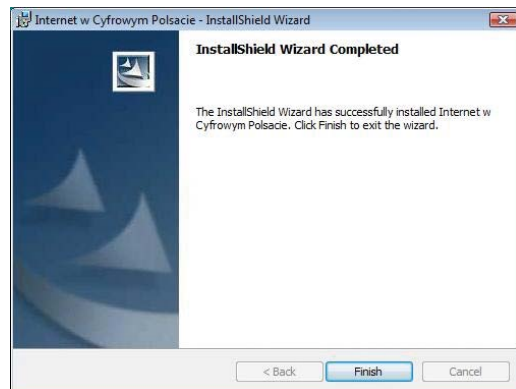 Internet w Cyfrowym Polsacie - InstallShield Wizard
InstallShield Wizard Completed
The InstallShield Wizard has successfully installed Internet w
Cyfrowym Polsacie. Click Finish to exit the wizard.
< Back
Finish
Cancel